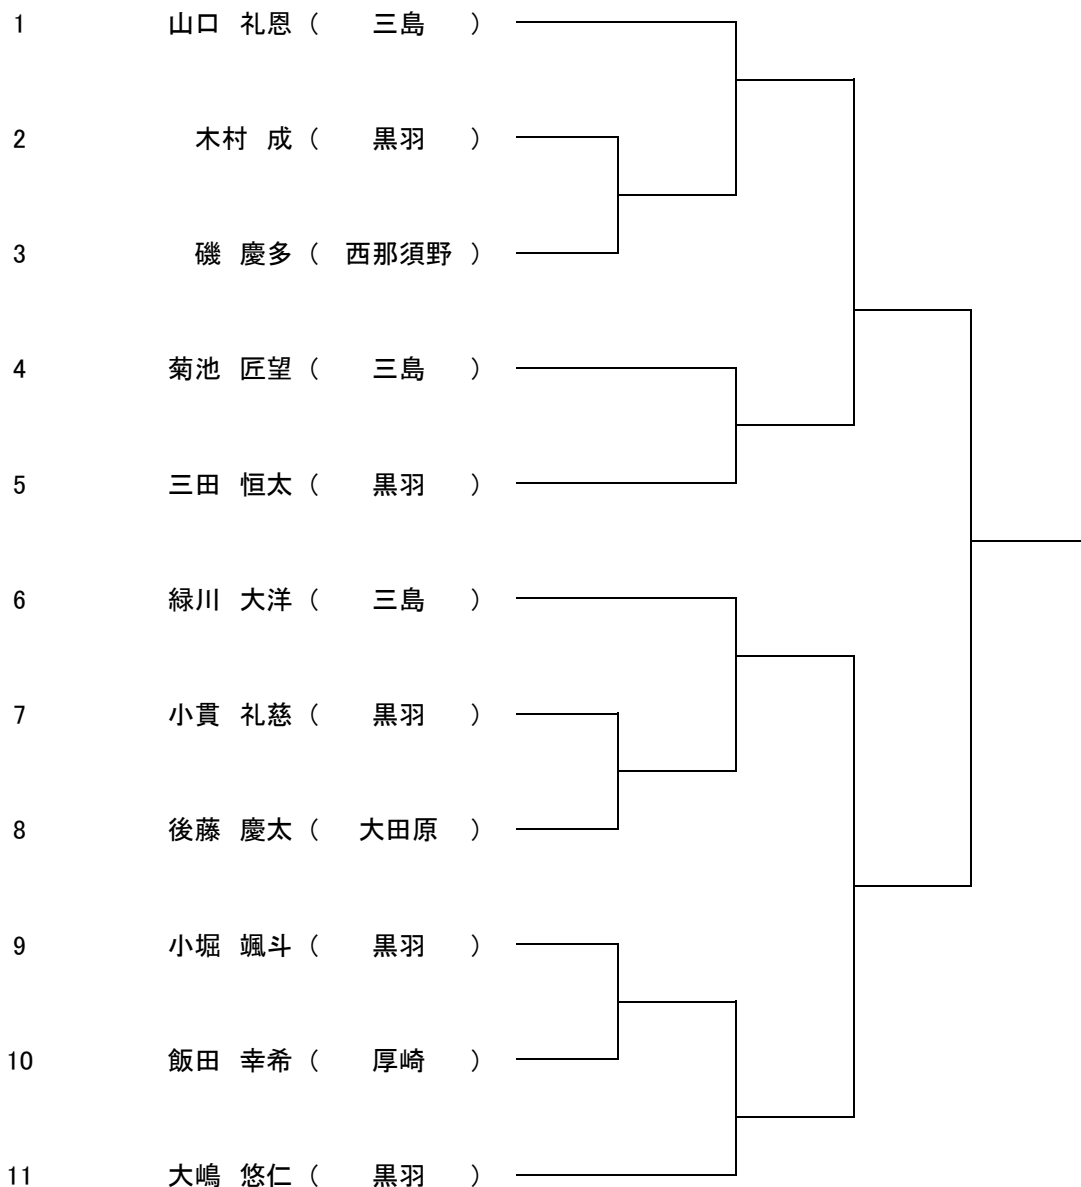 1 山口 礼恩 ( 三島 )
2 木村 成 ( 黒羽 )
3 磯 慶多 ( 西那須野 )
4 菊池 匠望 ( 三島 )
5 三田 恒太 ( 黒羽 )
6 緑川 大洋 ( 三島 )
7 小貫 礼慈 ( 黒羽 )
8 後藤 慶太 ( 大田原 )
9 小堀 颯斗 ( 黒羽 )
10 飯田 幸希 ( 厚崎 )
11 大嶋 悠仁 ( 黒羽 )